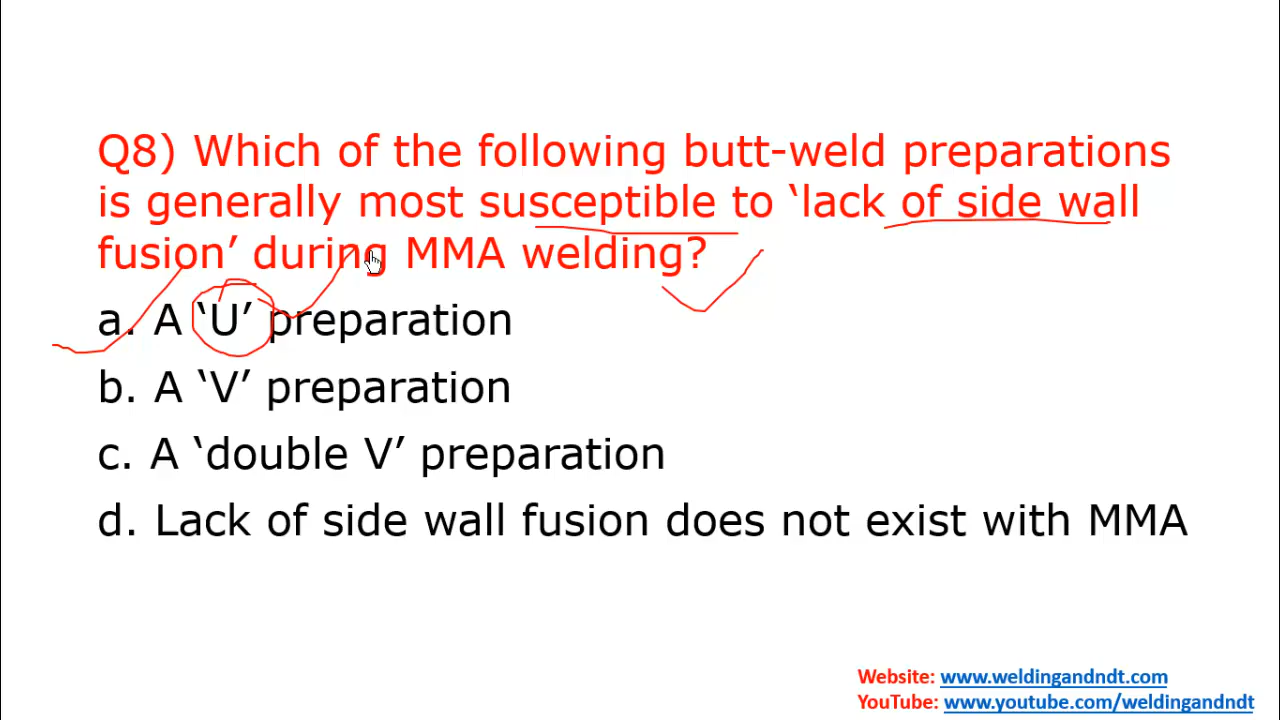 Q8) Which of the following butt-weld preparations
is generally most susceptible to ‘lack of side wall
fusion’ during MMA welding?
a. A ‘U’ preparation
b. A ‘V’ preparation
c. A ‘double V’ preparation
d. Lack of side wall fusion does not exist with MMA
Website: www.weldingandndt.com
YouTube: www.youtube.com/weldingandndt